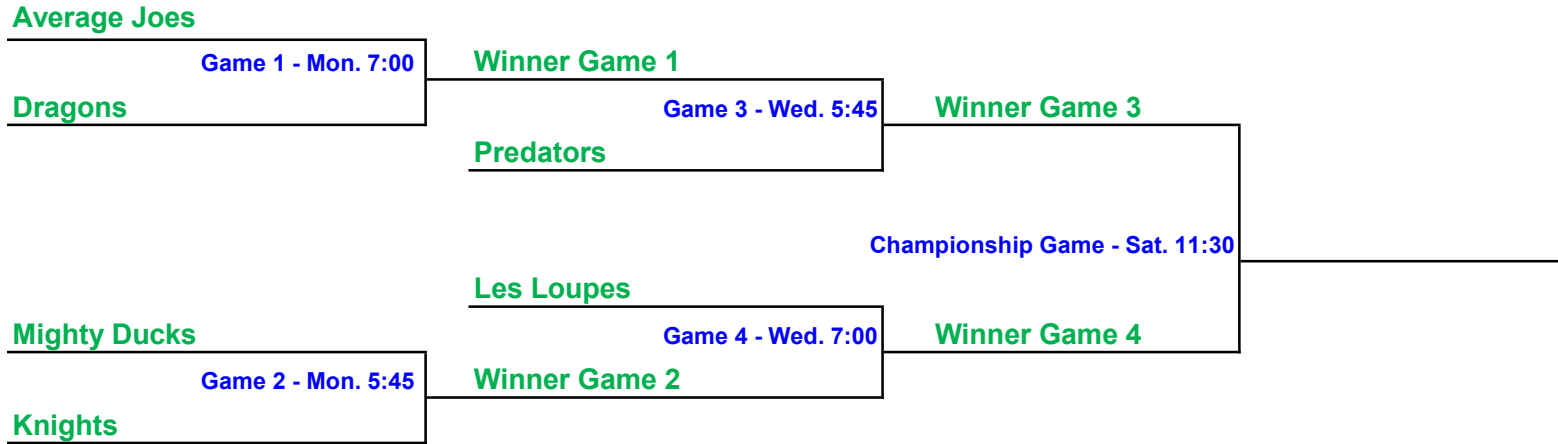 Average Joes
Game 1 - Mon. 7:00
Winner Game 1
Dragons
Game 3 - Wed. 5:45
Winner Game 3
Predators
Championship Game - Sat. 11:30
Les Loupes
Mighty Ducks
Game 4 - Wed. 7:00
Winner Game 4
Game 2 - Mon. 5:45
Winner Game 2
Knights